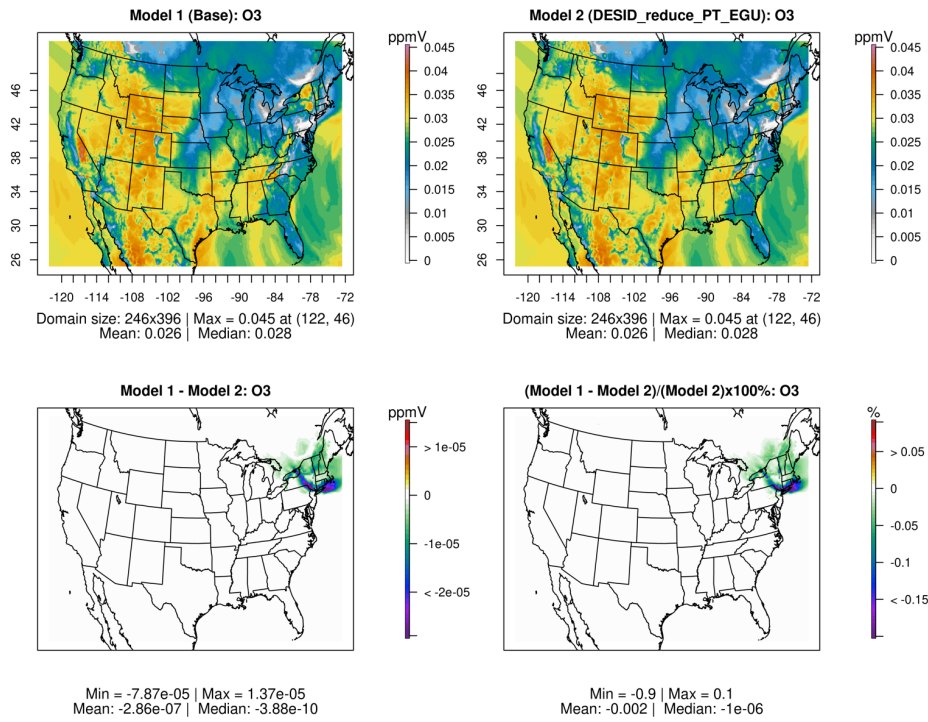 Model 1 (Base): O3
ppmV
0.045
0.04
0.035
0.03
0.025
0.02
0.015
0.01
0.005
0
46
42
38
34
30
26
-120 -114 -108 -102 -96 -90 -84 -78 -72
Domain size: 246x396 | Max = 0.045 at (122, 46)
Mean: 0.026 | Median: 0.028
Model 2 (DESID_reduce_PT_EGU): O3
ppmV
0.045
0.04
0.035
0.03
0.025
0.02
0.015
0.01
0.005
0
46
42
38
34
30
26
-120 -114 -108 -102 -96 -90 -84 -78 -72
Domain size: 246x396 | Max = 0.045 at (122, 46)
Mean: 0.026 | Median: 0.028
Model 1 - Model 2: O3
ppmV
> 1e-05
0
-1e-05
< -2e-05
Min = -7.87e-05 | Max = 1.37e-05
Mean: -2.86e-07 | Median: -3.88e-10
(Model 1 - Model 2)/(Model 2)x100%: O3
%
> 0.05
0
-0.05
-0.1
< -0.15
Min = -0.9 | Max = 0.1
Mean: -0.002 | Median: -1e-06